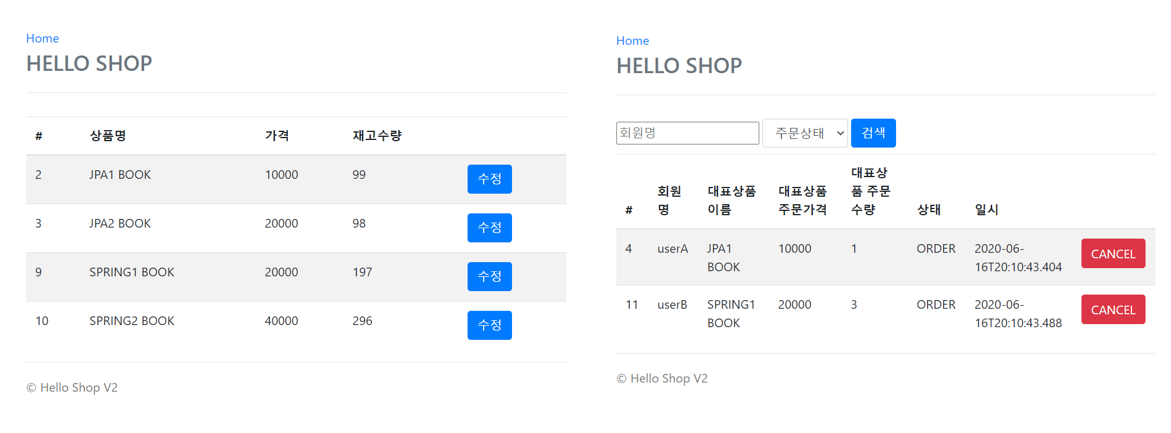 Home
HELLO SHOP
# 상품명 가격 재고수량
2 JPA1 BOOK 10000 99 수정
3 JPA2 BOOK 20000 98 수정
9 SPRING1 BOOK 20000 197 수정
10 SPRING2 BOOK 40000 296 수정
© Hello Shop V2
Home
HELLO SHOP
회원명 주문상태 검색
대표상
회원 대표상품 대표상품 품 주문
# 명 이름 주문가격 수량 상태 일시
4 userA JPA1 10000 1 ORDER 2020-06- CANCEL
BOOK 16T20:10:43.404
11 userB SPRING1 20000 3 ORDER 2020-06- CANCEL
BOOK 16T20:10:43.488
© Hello Shop V2